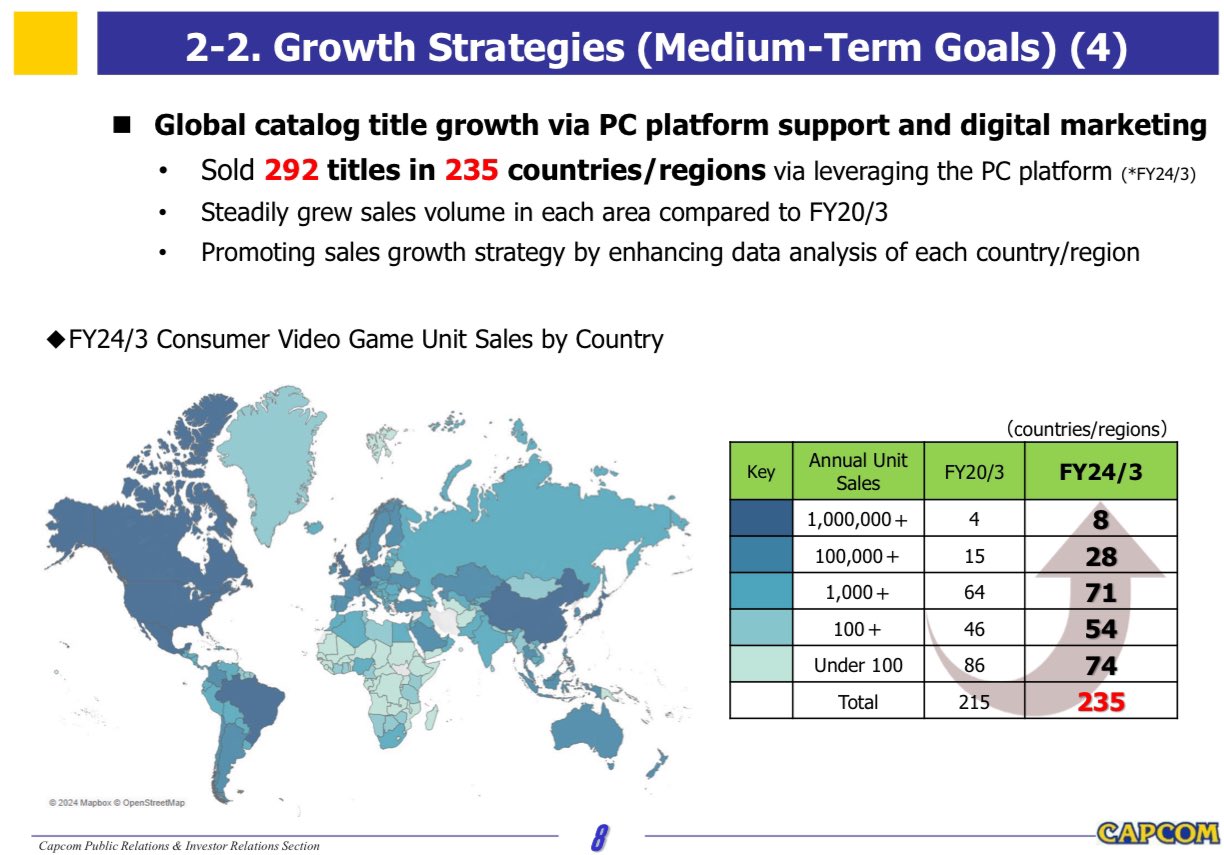 2-2. Growth Strategies (Medium-Term Goals) (4)
■ Global catalog title growth via PC platform support and digital marketing
• Sold 292 titles in 235 countries/regions via leveraging the PC platform (*FY24/3)
• Steadily grew sales volume in each area compared to FY20/3
• Promoting sales growth strategy by enhancing data analysis of each country/region
◆FY24/3 Consumer Video Game Unit Sales by Country
(countries/regions)
Key Annual Unit Sales FY20/3 FY24/3
1,000,000+ 4 8
100,000+ 15 28
1,000+ 64 71
100+ 46 54
Under 100 86 74
Total 215 235
© 2024 Mapbox © OpenStreetMap
Capcom Public Relations & Investor Relations Section
8
CAPCOM